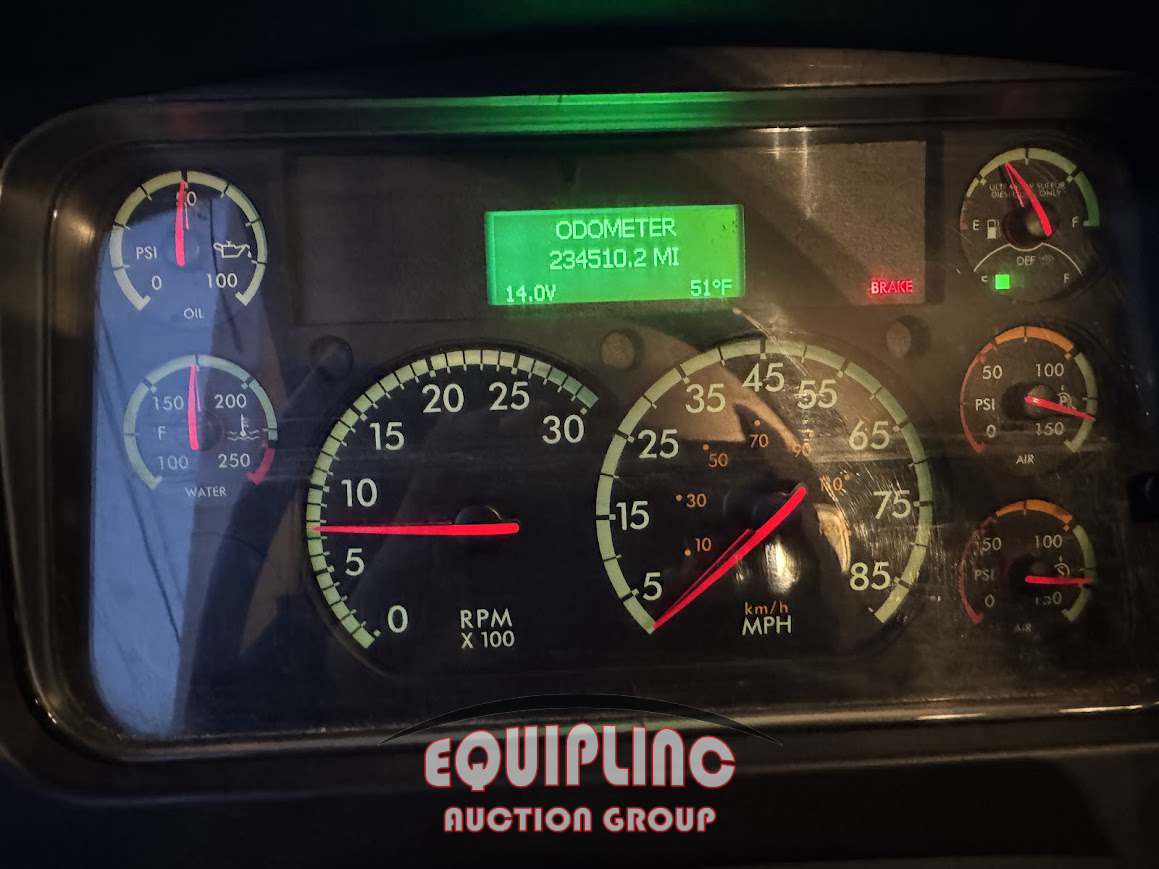 ODOMETER
234510.2 MI
14.0V 51°F
BRAKE
50
PSI
0 100
OIL
150 200
F
100 250
WATER
0
5
10
15
20
25
30
RPM
X 100
5
15
25
35
45
55
65
75
85
10
30
50
70
90
km/h
MPH
E F
DEF
F
50 100
PSI
0 150
AIR
50 100
PSI
0 150
AIR
EQUIPLINC
AUCTION GROUP